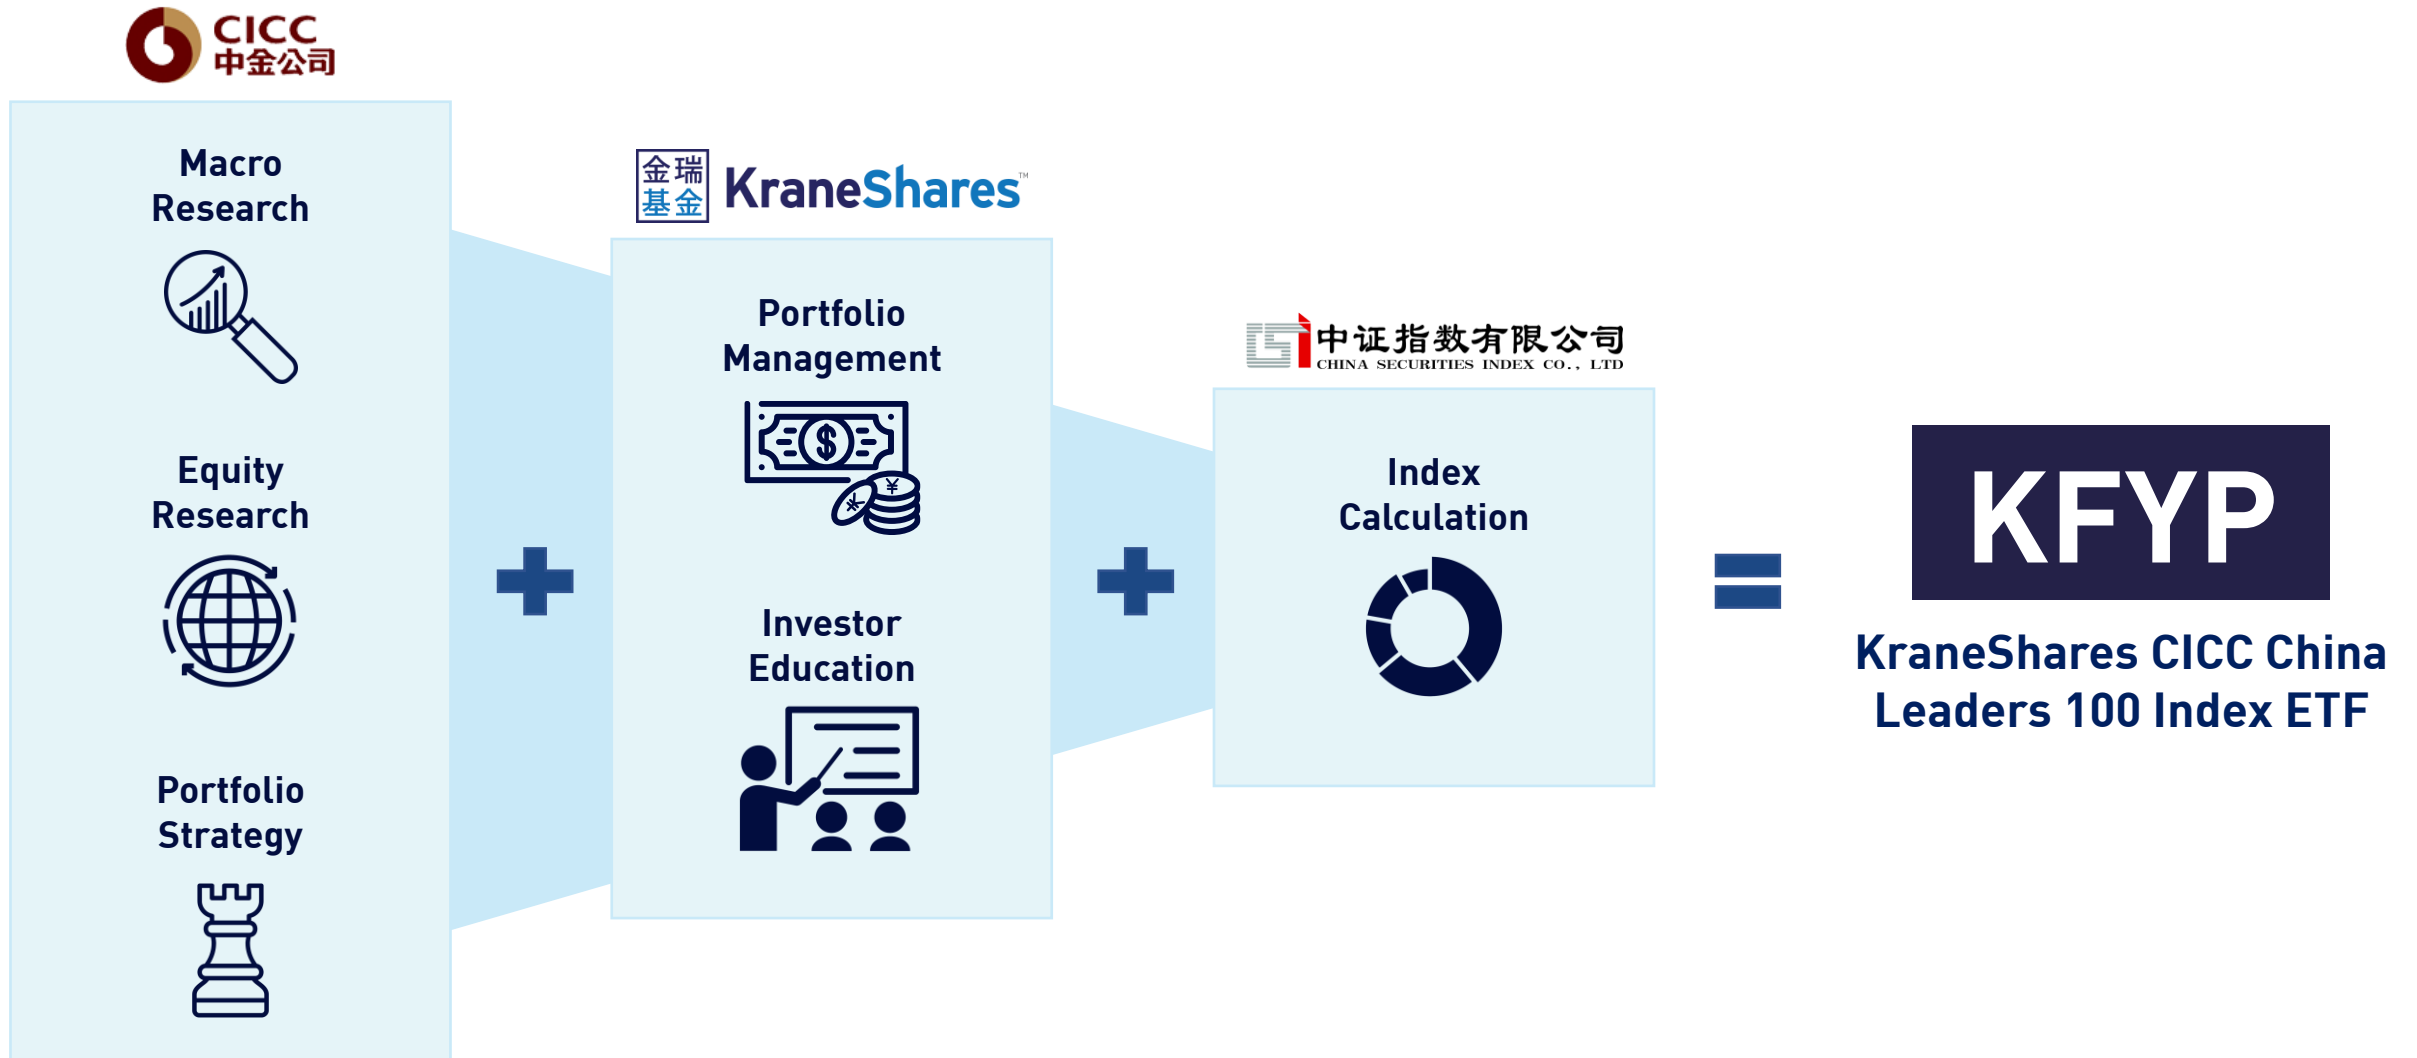 CICC
中金公司
Macro
Research
Equity
Research
Portfolio
Strategy
金瑞
基金
KraneShares™
Portfolio
Management
$
¥
¥
Investor
Education
中证指数有限公司
CHINA SECURITIES INDEX CO., LTD
Index
Calculation
KFYP
KraneShares CICC China
Leaders 100 Index ETF